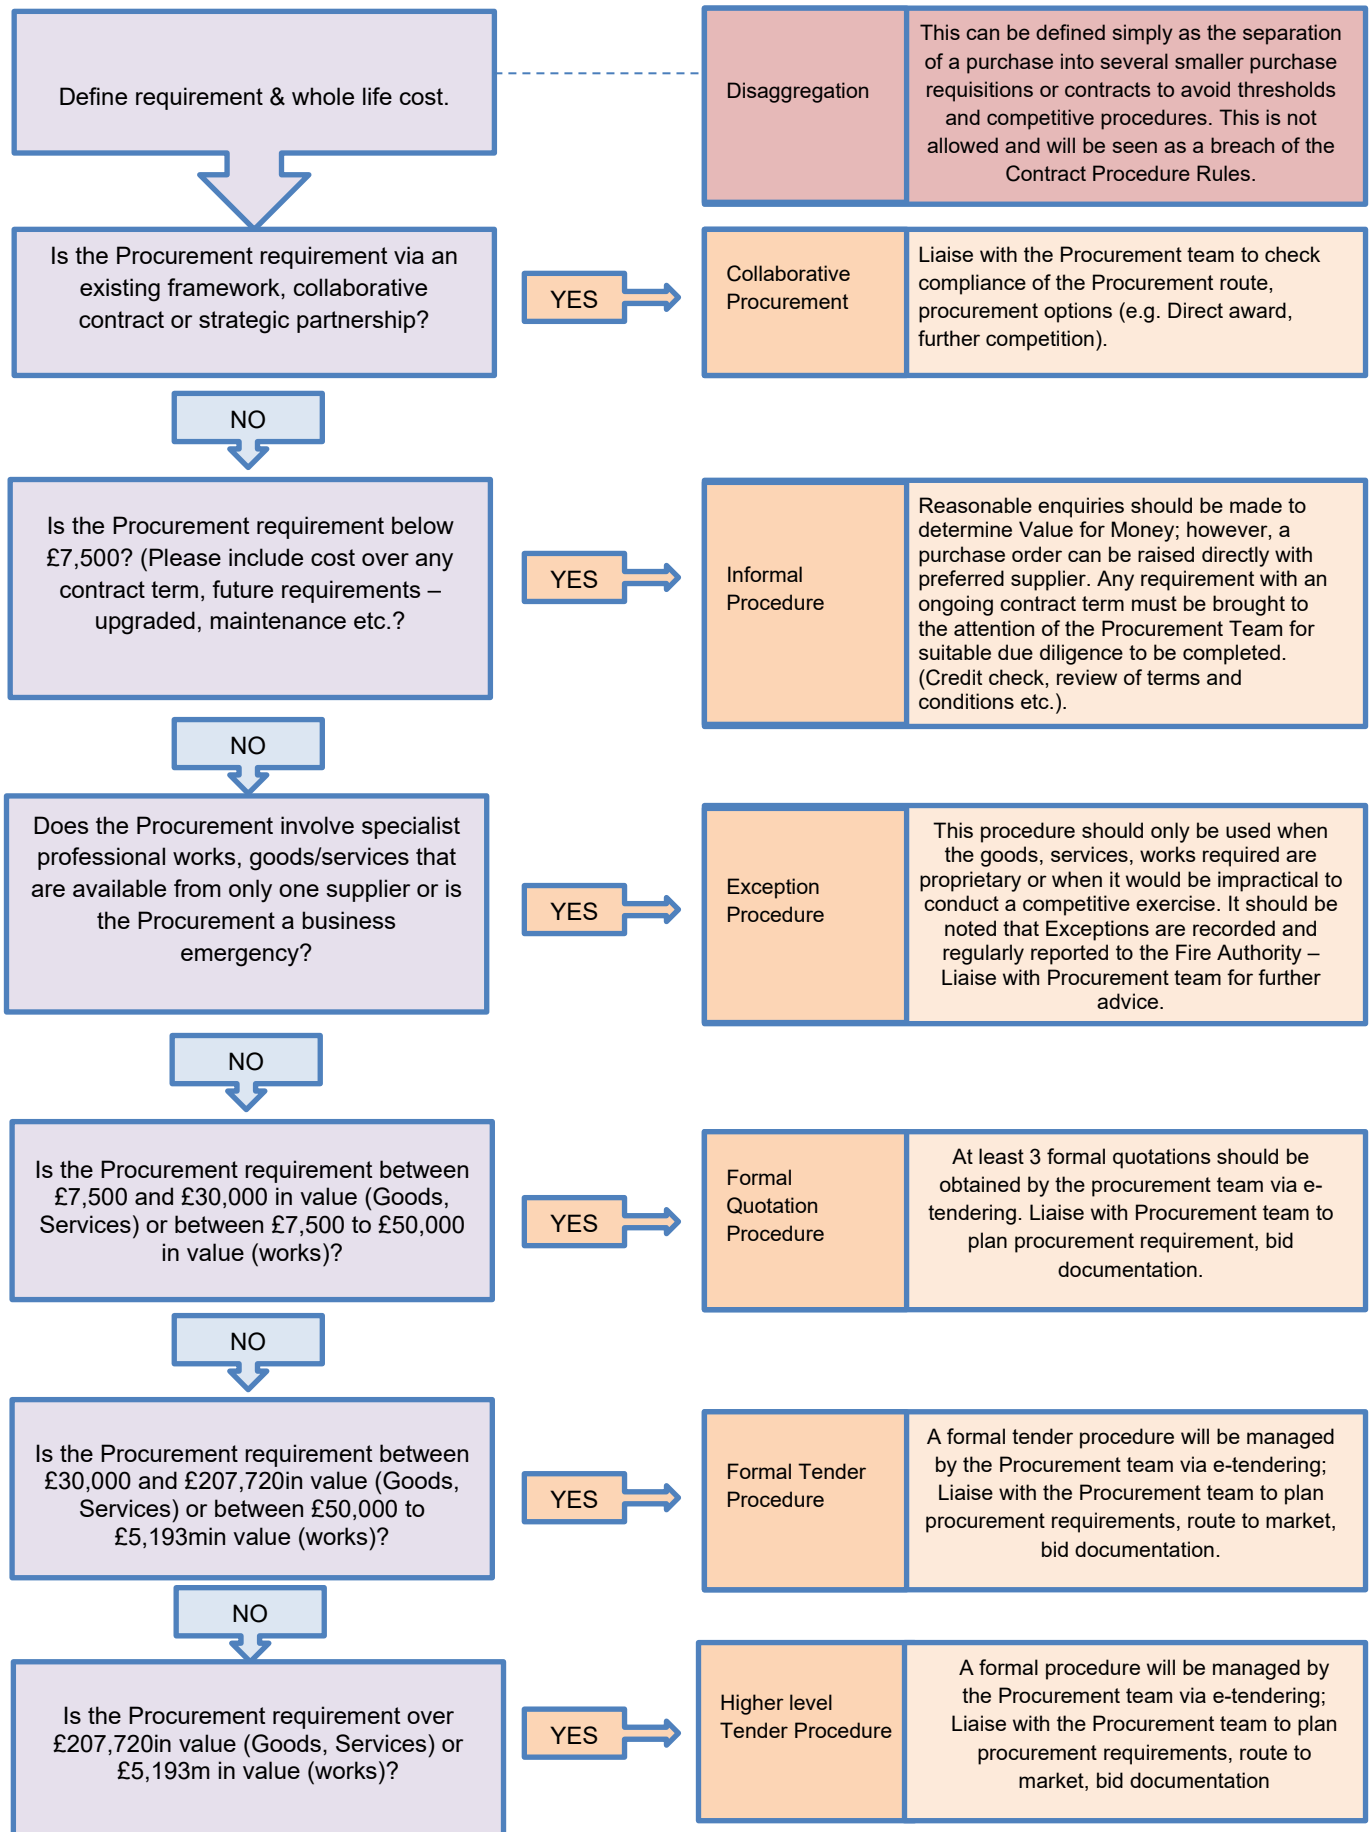 Define requirement & whole life cost.
Disaggregation
This can be defined simply as the separation
of a purchase into several smaller purchase
requisitions or contracts to avoid thresholds
and competitive procedures. This is not
allowed and will be seen as a breach of the
Contract Procedure Rules.
Is the Procurement requirement via an
existing framework, collaborative
contract or strategic partnership?
YES
Collaborative
Procurement
Liaise with the Procurement team to check
compliance of the Procurement route,
procurement options (e.g. Direct award,
further competition).
NO
Is the Procurement requirement below
£7,500? (Please include cost over any
contract term, future requirements –
upgraded, maintenance etc.?
YES
Informal
Procedure
Reasonable enquiries should be made to
determine Value for Money; however, a
purchase order can be raised directly with
preferred supplier. Any requirement with an
ongoing contract term must be brought to
the attention of the Procurement Team for
suitable due diligence to be completed.
(Credit check, review of terms and
conditions etc.).
NO
Does the Procurement involve specialist
professional works, goods/services that
are available from only one supplier or is
the Procurement a business
emergency?
YES
Exception
Procedure
This procedure should only be used when
the goods, services, works required are
proprietary or when it would be impractical to
conduct a competitive exercise. It should be
noted that Exceptions are recorded and
regularly reported to the Fire Authority –
Liaise with Procurement team for further
advice.
NO
Is the Procurement requirement between
£7,500 and £30,000 in value (Goods,
Services) or between £7,500 to £50,000
in value (works)?
YES
Formal
Quotation
Procedure
At least 3 formal quotations should be
obtained by the procurement team via e-
tendering. Liaise with Procurement team to
plan procurement requirement, bid
documentation.
NO
Is the Procurement requirement between
£30,000 and £207,720in value (Goods,
Services) or between £50,000 to
£5,193min value (works)?
YES
Formal Tender
Procedure
A formal tender procedure will be managed
by the Procurement team via e-tendering;
Liaise with the Procurement team to plan
procurement requirements, route to market,
bid documentation.
NO
Is the Procurement requirement over
£207,720in value (Goods, Services) or
£5,193m in value (works)?
YES
Higher level
Tender Procedure
A formal procedure will be managed by
the Procurement team via e-tendering;
Liaise with the Procurement team to plan
procurement requirements, route to
market, bid documentation